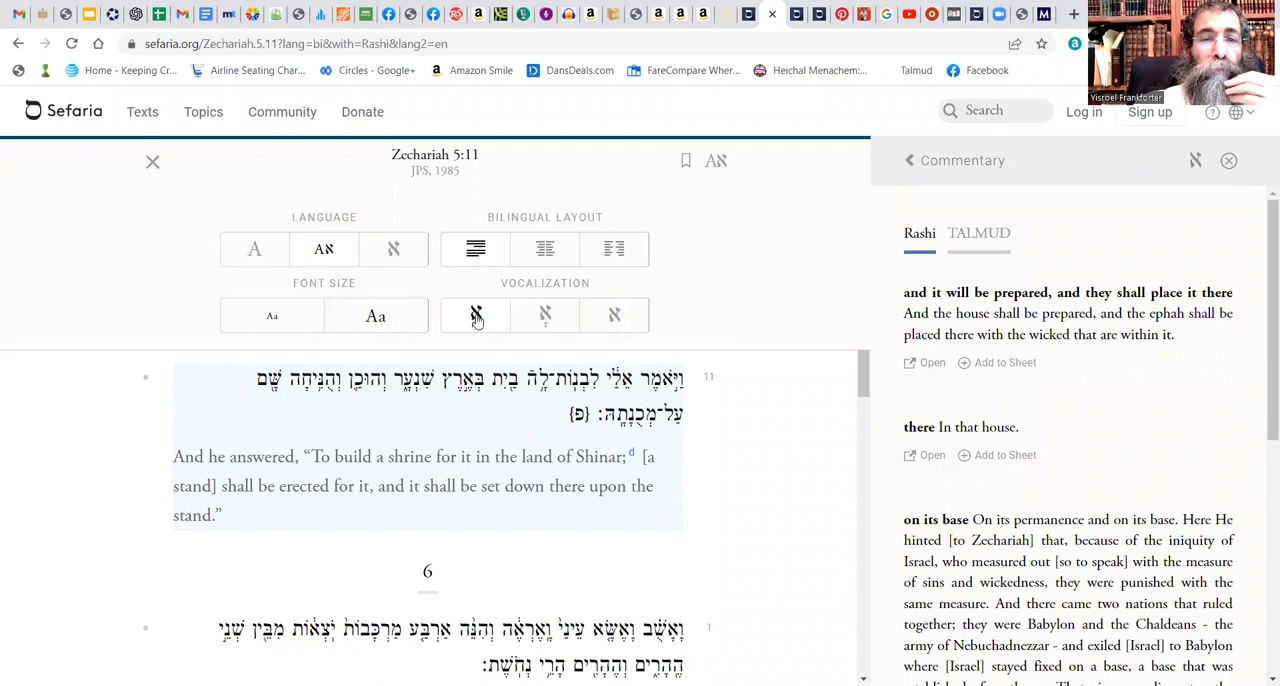 sefaria.org/Zechariah.5.11?lang=bi&with=Rashi&lang2=en
Home - Keeping Cr...
Airline Seating Char...
Circles - Google+
Amazon Smile
DansDeals.com
FareCompare Wher...
Heichal Menachem:...
Talmud
Facebook
Yisroel Frankforter
Sefaria
Texts
Topics
Community
Donate
Search
Log in
Sign up
Zechariah 5:11
JPS, 1985
Aא
LANGUAGE
BILINGUAL LAYOUT
A
Aא
א
FONT SIZE
VOCALIZATION
Aa
Aa
אָ֑
אָ
א
11
וַיֹּ֣אמֶר אֵלַ֔י לִבְנֽוֹת־לָ֥הֿ בַ֖יִת בְּאֶ֣רֶץ שִׁנְעָ֑ר וְהוּכַ֛ן וְהֻנִּ֥יחָה שָּׁ֖ם
עַל־מְכֻנָתָֽהּ׃ {פ}
And he answered, “To build a shrine for it in the land of Shinar;d [a
stand] shall be erected for it, and it shall be set down there upon the
stand.”
6
1
וָאָשֻׁ֗ב וָאֶשָּׂ֤א עֵינַי֙ וָֽאֶרְאֶ֔ה וְהִנֵּ֨ה אַרְבַּ֤ע מַרְכָּבוֹת֙ יֹֽצְא֔וֹת מִבֵּ֖ין שְׁנֵ֣י
הֶהָרִ֑ים וְהֶהָרִ֖ים הָרֵ֥י נְחֹֽשֶׁת׃
Commentary
א
Rashi
TALMUD
and it will be prepared, and they shall place it there
And the house shall be prepared, and the ephah shall be
placed there with the wicked that are within it.
Open
Add to Sheet
there In that house.
Open
Add to Sheet
on its base On its permanence and on its base. Here He
hinted [to Zechariah] that, because of the iniquity of
Israel, who measured out [so to speak] with the measure
of sins and wickedness, they were punished with the
same measure. And there came two nations that ruled
together; they were Babylon and the Chaldeans - the
army of Nebuchadnezzar - and exiled [Israel] to Babylon
where [Israel] stayed fixed on a base, a base that was